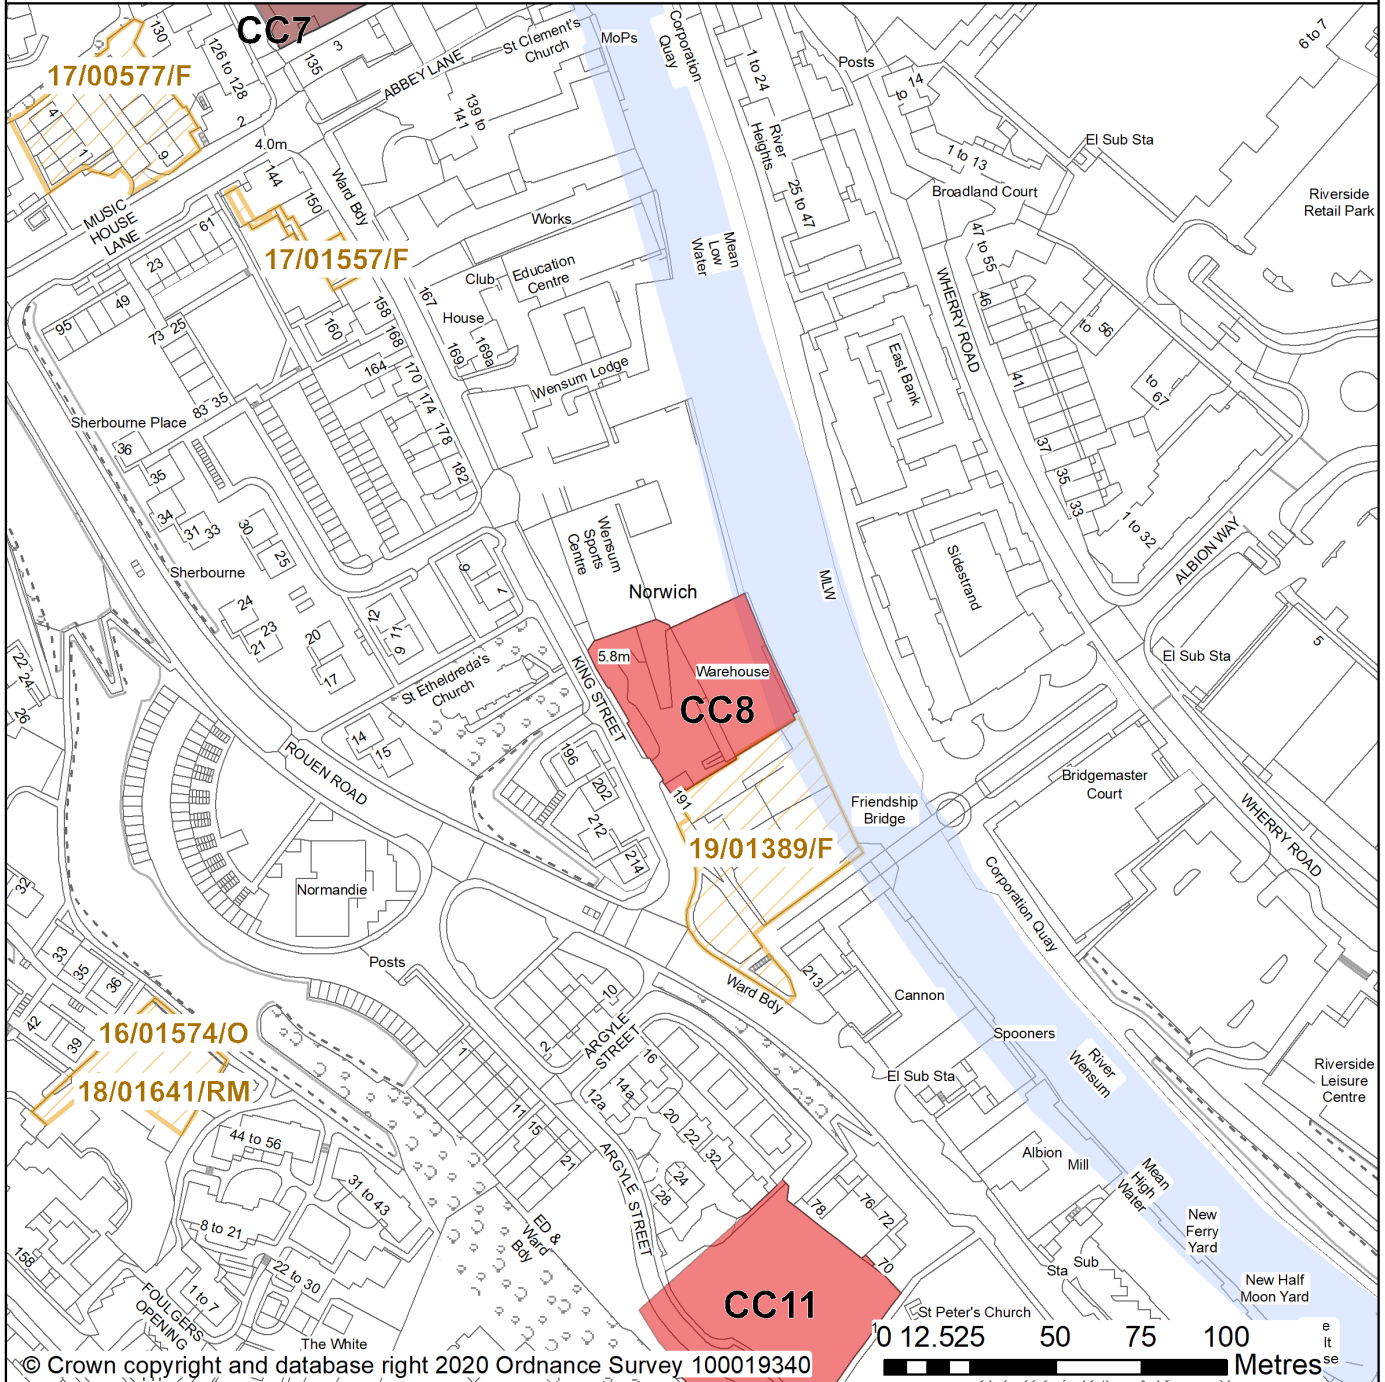 CC7
130
17/00577/F
126 to 128
135
3
ABBEY LANE
St Clement's
Church
MoPs
Corporation
Quay
1 to 24
Posts
to 14
6 to 7
4
1
9
2
4.0m
139 to
141
River
Heights
1 to 13
El Sub Sta
Broadland Court
Riverside
Retail Park
144
150
Ward Bdy
25 to 47
MUSIC
HOUSE
LANE
61
Works
Mean
Low
Water
47 to 55
17/01557/F
23
49
95
73
25
Club
Education
Centre
House
167
158
168
160
164
169
169a
170
174
178
182
Wensum Lodge
WHERRY ROAD
46
to 56
41
to 67
East Bank
83
35
Sherbourne Place
36
35
34
31
33
30
25
37
35
33
1 to 32
ALBION WAY
Wensum
Sports
Centre
Sherbourne
Norwich
MLW
Sidestrand
24
23
21
20
17
12
11
9
9
7
5
El Sub Sta
5.8m
Warehouse
CC8
KING STREET
St Etheldreda's
Church
22
24
26
14
15
ROUEN ROAD
196
202
212
214
191
Friendship
Bridge
Bridgemaster
Court
WHERRY ROAD
19/01389/F
Normandie
32
Corporation Quay
33
35
36
42
39
Posts
213
Ward Bdy
Cannon
10
2
ARGYLE
STREET
16
14a
12a
Spooners
River
Wensum
16/01574/O
18/01641/RM
1
11
15
21
El Sub Sta
20
22
32
24
28
Riverside
Leisure
Centre
44 to 56
31 to 43
ARGYLE STREET
Albion
Mill
Mean
High
Water
8 to 21
ED &
Ward
Bdy
78
76
72
70
New
Ferry
Yard
158
22 to 30
1 to 7
FOULGERS
OPENING
The White
CC11
Sta
Sub
New Half
Moon Yard
St Peter's Church
0 12.525 50 75 100
Metres
e
lt
se
© Crown copyright and database right 2020 Ordnance Survey 100019340